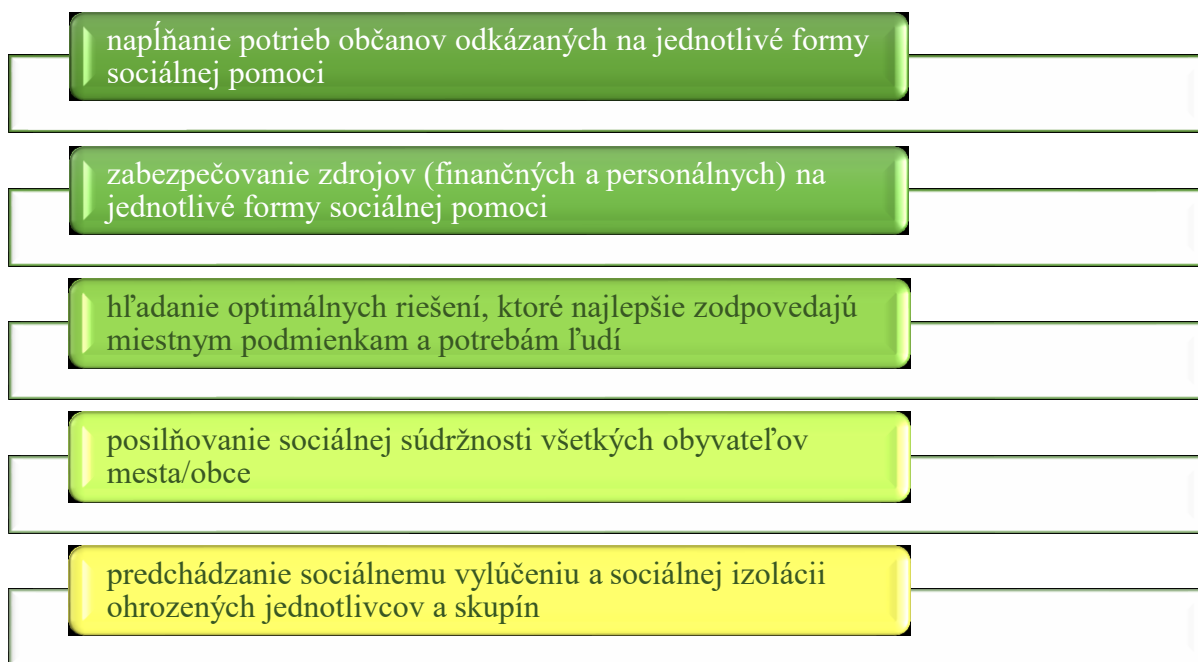 napĺňanie potrieb občanov odkázaných na jednotlivé formy
sociálnej pomoci
zabezpečovanie zdrojov (finančných a personálnych) na
jednotlivé formy sociálnej pomoci
hľadanie optimálnych riešení, ktoré najlepšie zodpovedajú
miestnym podmienkam a potrebám ľudí
posilňovanie sociálnej súdržnosti všetkých obyvateľov
mesta/obce
predchádzanie sociálnemu vylúčeniu a sociálnej izolácii
ohrozených jednotlivcov a skupín